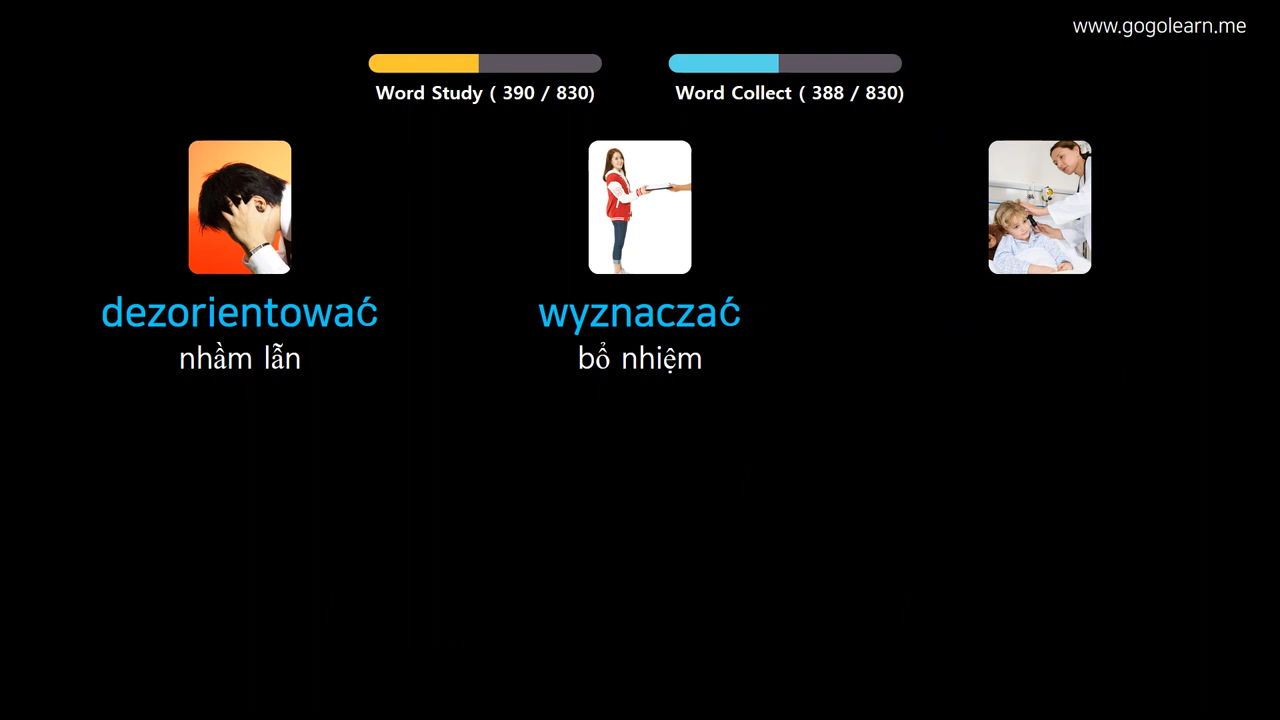 www.gogolearn.me
Word Study ( 390 / 830)
Word Collect ( 388 / 830)
dezorientować
nhầm lẫn
wyznaczać
bổ nhiệm